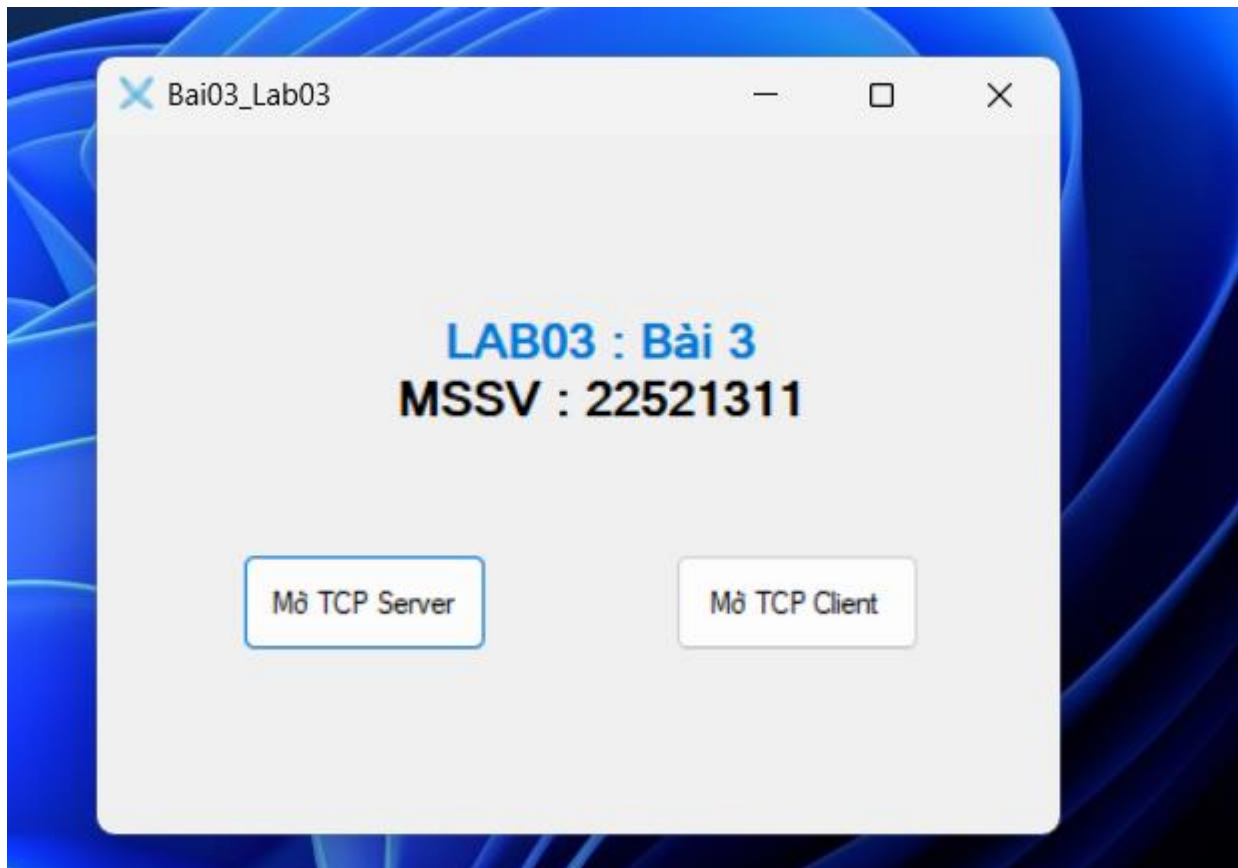 Bai03_Lab03
LAB03 : Bài 3
MSSV : 22521311
Mở TCP Server
Mở TCP Client